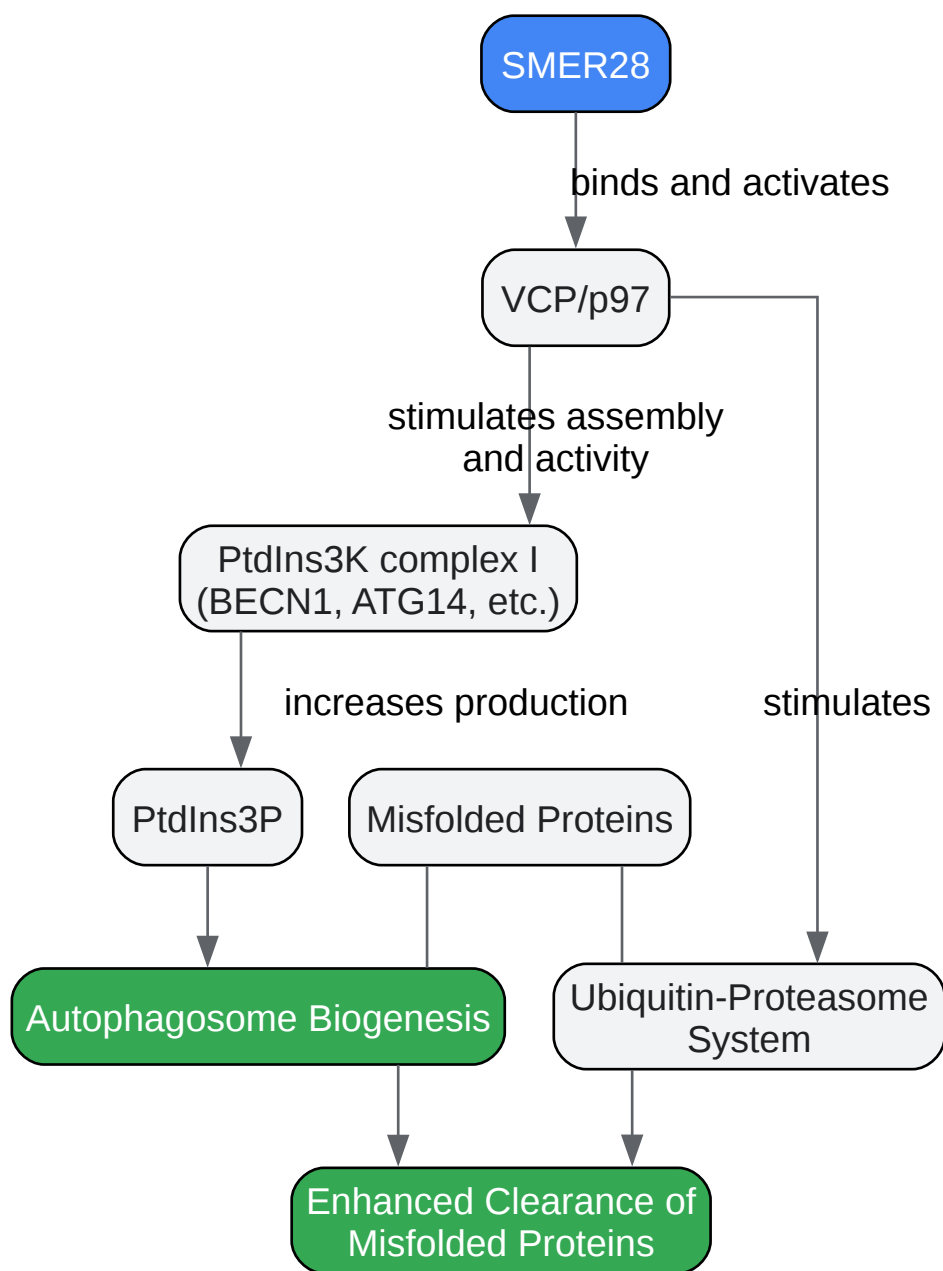 SMER28
binds and activates
VCP/p97
stimulates assembly
and activity
PtdIns3K complex I
(BECN1, ATG14, etc.)
increases production
stimulates
PtdIns3P
Misfolded Proteins
Autophagosome Biogenesis
Ubiquitin-Proteasome
System
Enhanced Clearance of
Misfolded Proteins